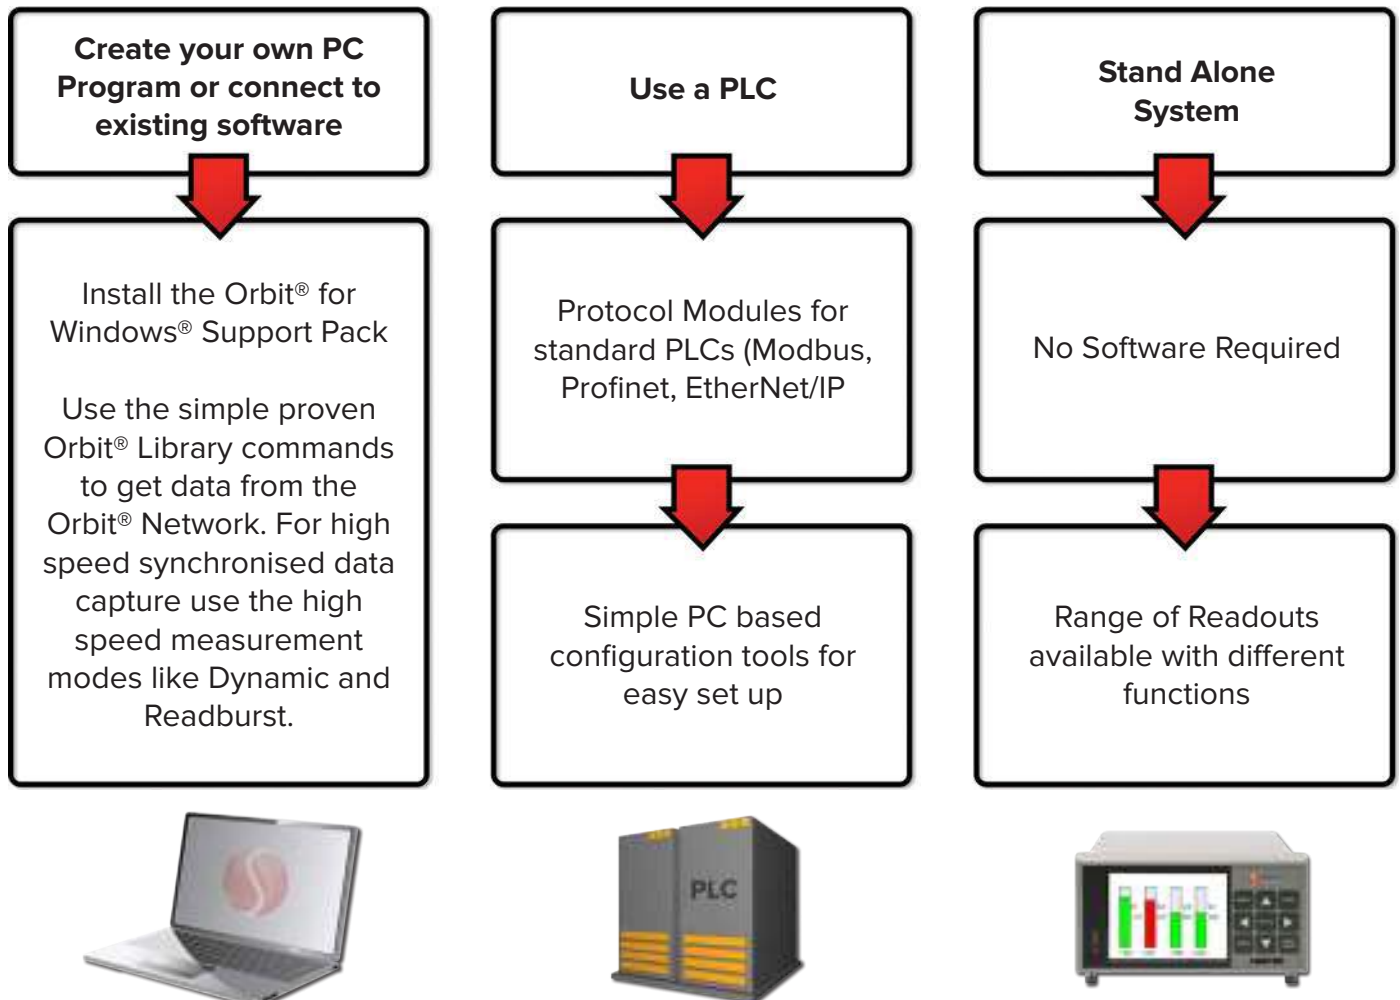 Create your own PC
Program or connect to
existing software
Install the Orbit® for
Windows® Support Pack
Use the simple proven
Orbit® Library commands
to get data from the
Orbit® Network. For high
speed synchronised data
capture use the high
speed measurement
modes like Dynamic and
Readburst.
Use a PLC
Protocol Modules for
standard PLCs (Modbus,
Profinet, EtherNet/IP
Simple PC based
configuration tools for
easy set up
PLC
Stand Alone
System
No Software Required
Range of Readouts
available with different
functions